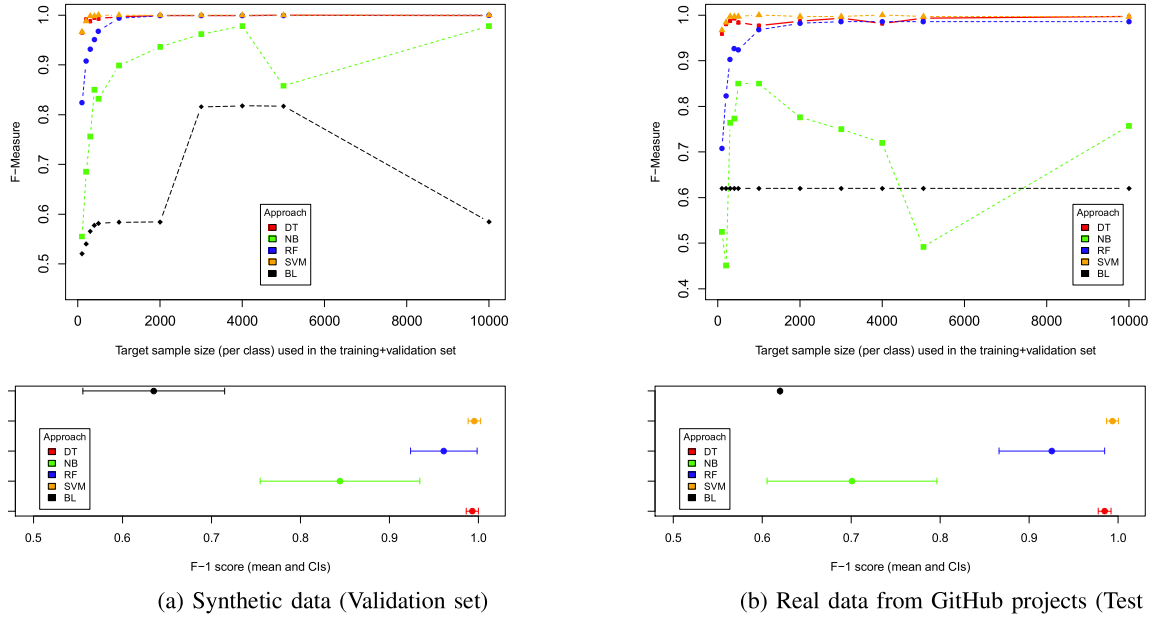 1.0
0.9
0.8
0.7
0.6
0.5
F−Measure
Approach
DT
NB
RF
SVM
BL
0 2000 4000 6000 8000 10000
Target sample size (per class) used in the training+validation set
Approach
DT
NB
RF
SVM
BL
0.5 0.6 0.7 0.8 0.9 1.0
F−1 score (mean and CIs)
(a) Synthetic data (Validation set)
1.0
0.9
0.8
0.7
0.6
0.5
0.4
F−Measure
Approach
DT
NB
RF
SVM
BL
0 2000 4000 6000 8000 10000
Target sample size (per class) used in the training+validation set
Approach
DT
NB
RF
SVM
BL
0.5 0.6 0.7 0.8 0.9 1.0
F−1 score (mean and CIs)
(b) Real data from GitHub projects (Test